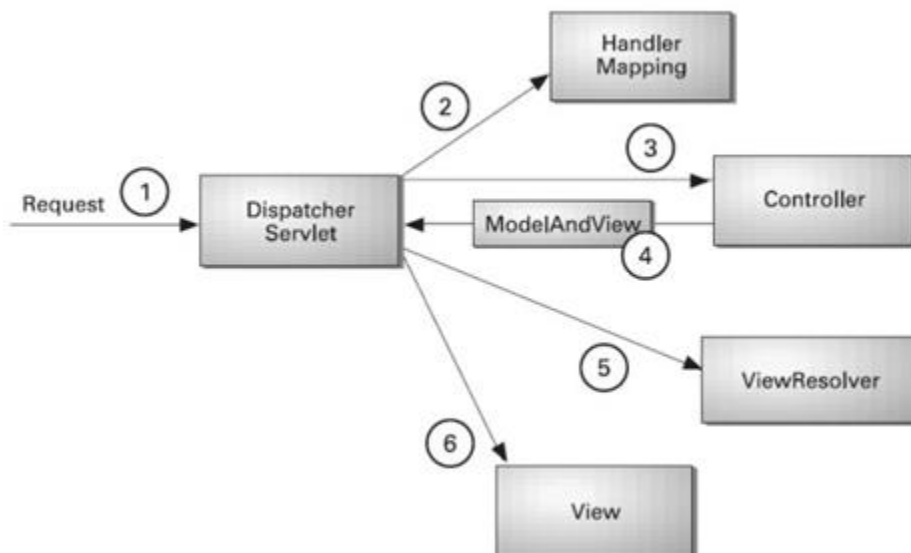 Handler
Mapping
2
3
1
Request
Controller
Dispatcher
Servlet
ModelAndView
4
5
ViewResolver
6
View